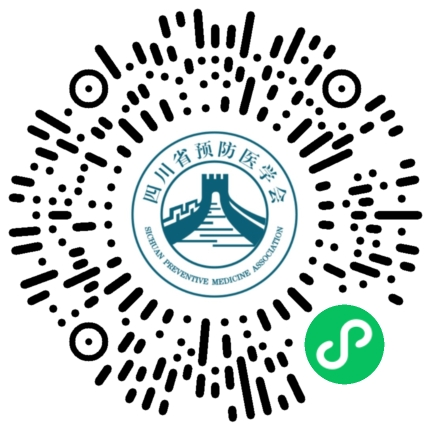 四川省预防医学会
SICHUAN PREVENTIVE MEDICINE ASSOCIATION